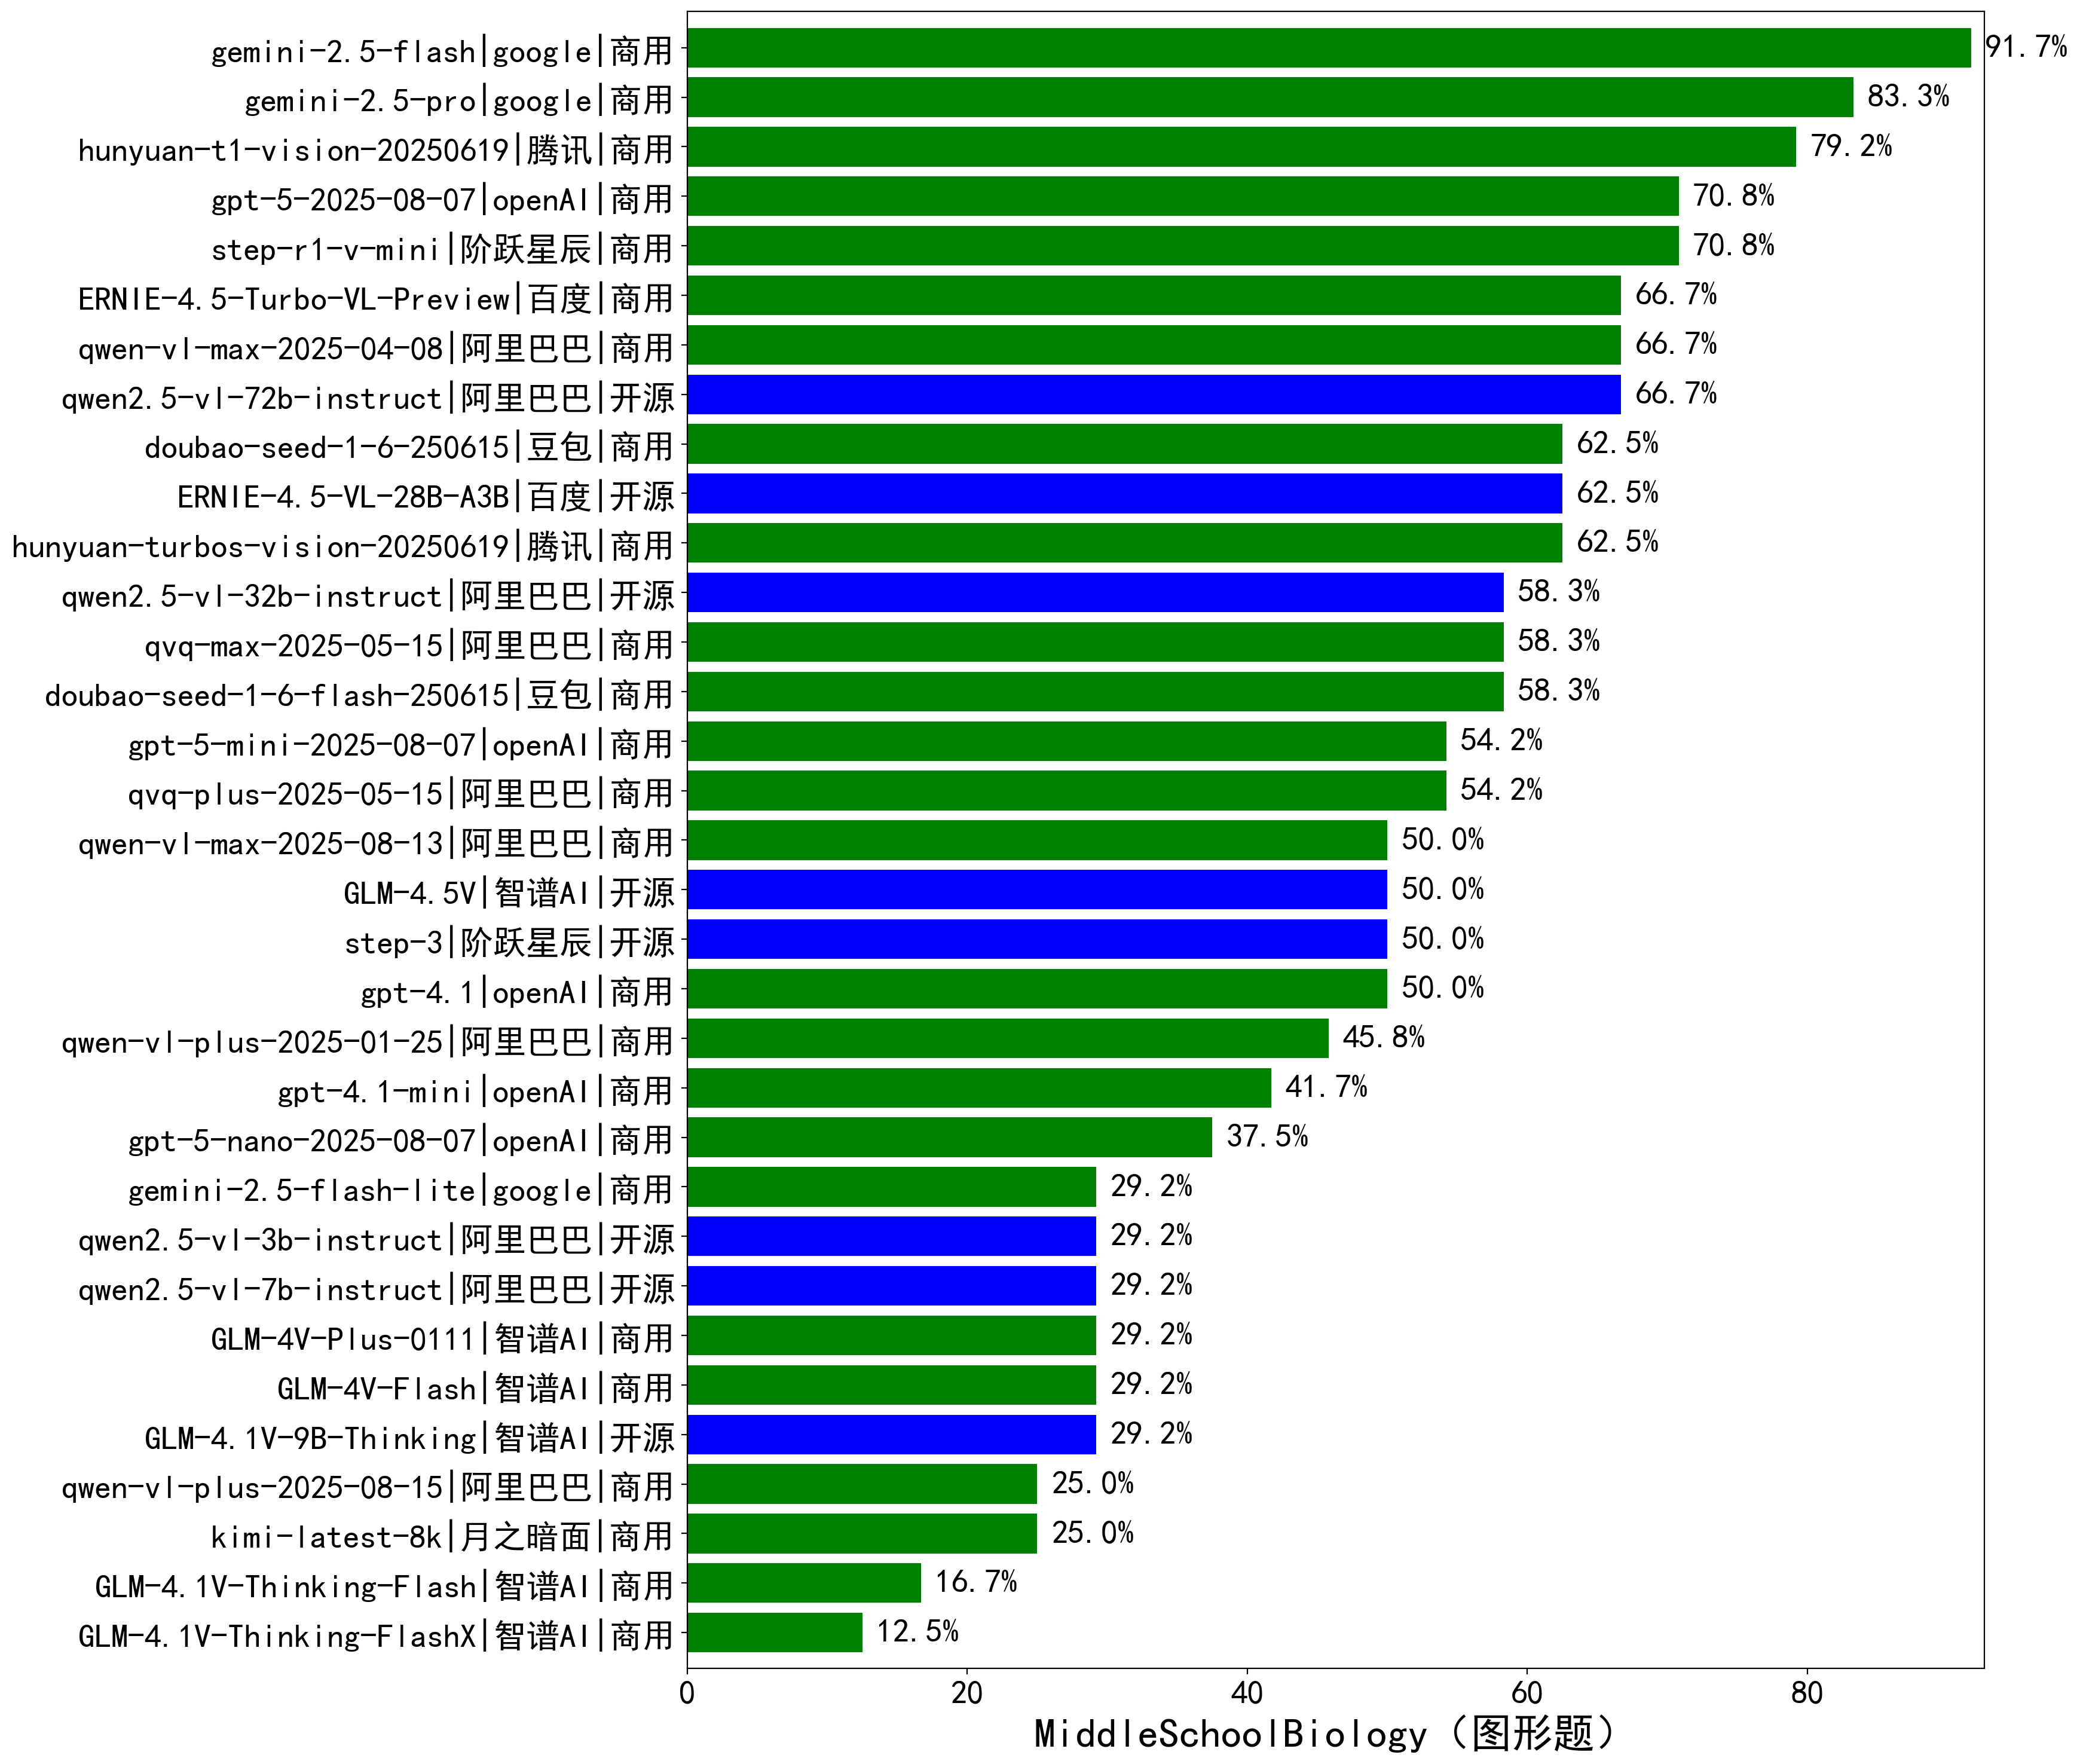 gemini-2.5-flash|google|商用 91.7%
gemini-2.5-pro|google|商用 83.3%
hunyuan-t1-vision-20250619|腾讯|商用 79.2%
gpt-5-2025-08-07|openAI|商用 70.8%
step-r1-v-mini|阶跃星辰|商用 70.8%
ERNIE-4.5-Turbo-VL-Preview|百度|商用 66.7%
qwen-vl-max-2025-04-08|阿里巴巴|商用 66.7%
qwen2.5-vl-72b-instruct|阿里巴巴|开源 66.7%
doubao-seed-1-6-250615|豆包|商用 62.5%
ERNIE-4.5-VL-28B-A3B|百度|开源 62.5%
hunyuan-turbos-vision-20250619|腾讯|商用 62.5%
qwen2.5-vl-32b-instruct|阿里巴巴|开源 58.3%
qvq-max-2025-05-15|阿里巴巴|商用 58.3%
doubao-seed-1-6-flash-250615|豆包|商用 58.3%
gpt-5-mini-2025-08-07|openAI|商用 54.2%
qvq-plus-2025-05-15|阿里巴巴|商用 54.2%
qwen-vl-max-2025-08-13|阿里巴巴|商用 50.0%
GLM-4.5V|智谱AI|开源 50.0%
step-3|阶跃星辰|开源 50.0%
gpt-4.1|openAI|商用 50.0%
qwen-vl-plus-2025-01-25|阿里巴巴|商用 45.8%
gpt-4.1-mini|openAI|商用 41.7%
gpt-5-nano-2025-08-07|openAI|商用 37.5%
gemini-2.5-flash-lite|google|商用 29.2%
qwen2.5-vl-3b-instruct|阿里巴巴|开源 29.2%
qwen2.5-vl-7b-instruct|阿里巴巴|开源 29.2%
GLM-4V-Plus-0111|智谱AI|商用 29.2%
GLM-4V-Flash|智谱AI|商用 29.2%
GLM-4.1V-9B-Thinking|智谱AI|开源 29.2%
qwen-vl-plus-2025-08-15|阿里巴巴|商用 25.0%
kimi-latest-8k|月之暗面|商用 25.0%
GLM-4.1V-Thinking-Flash|智谱AI|商用 16.7%
GLM-4.1V-Thinking-FlashX|智谱AI|商用 12.5%
0 20 40 60 80
MiddleSchoolBiology（图形题）